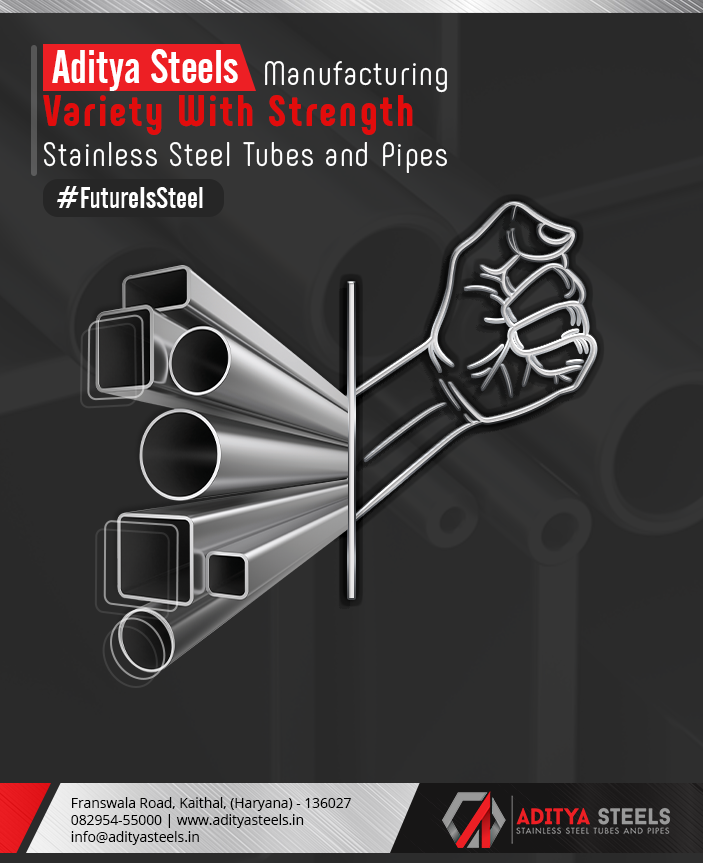 Aditya Steels Manufacturing
Variety With Strength
Stainless Steel Tubes and Pipes
#FutureIsSteel
Franswala Road, Kaithal, (Haryana) - 136027
082954-55000 | www.adityasteels.in
info@adityasteels.in
ADITYA STEELS
STAINLESS STEEL TUBES AND PIPES